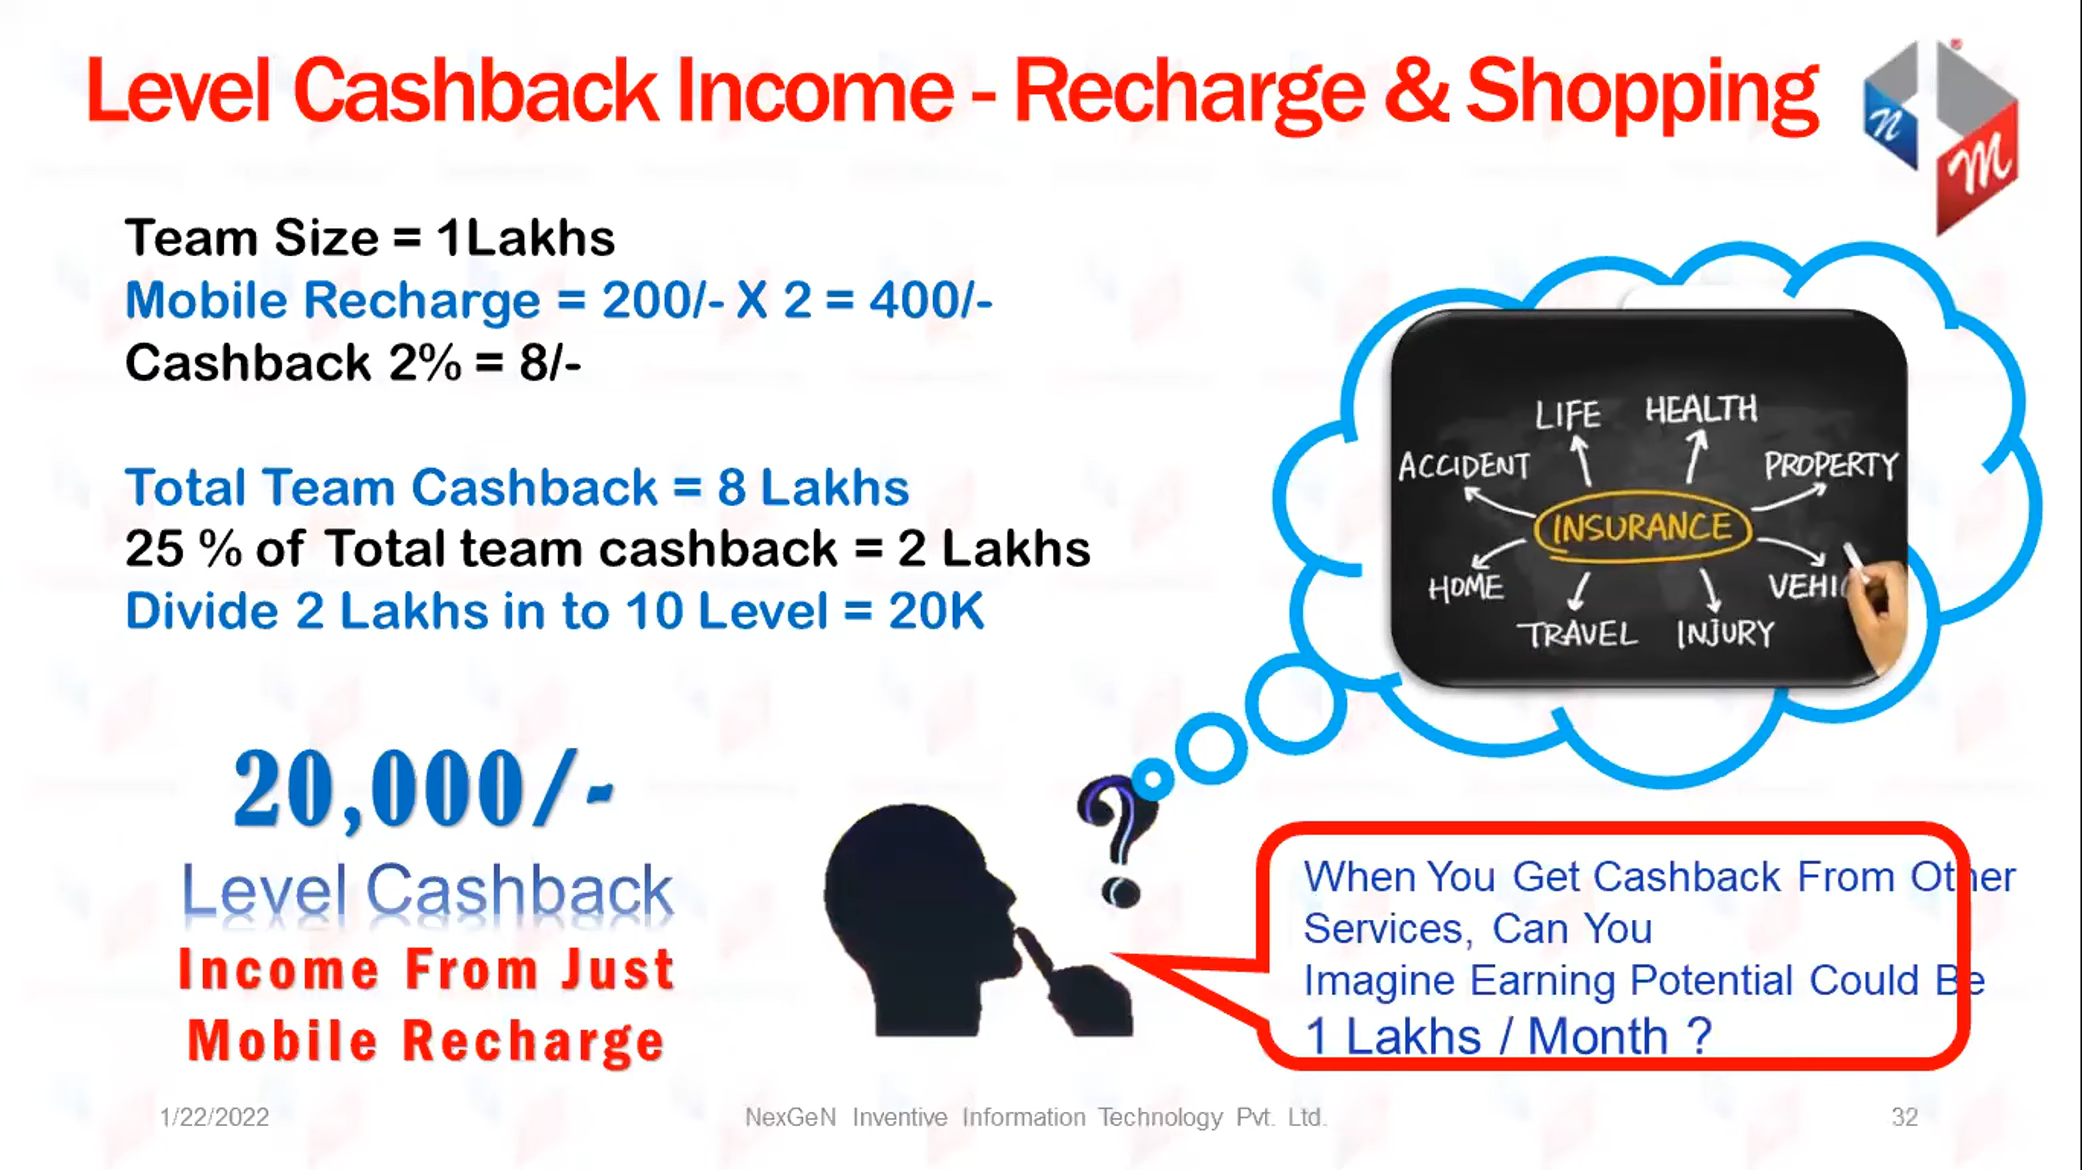 Level Cashback Income - Recharge & Shopping
n
m
Team Size = 1Lakhs
Mobile Recharge = 200/- X 2 = 400/-
Cashback 2% = 8/-
Total Team Cashback = 8 Lakhs
25 % of Total team cashback = 2 Lakhs
Divide 2 Lakhs in to 10 Level = 20K
LIFE HEALTH
ACCIDENT PROPERTY
INSURANCE
HOME VEHIC
TRAVEL INJURY
20,000/-
Level Cashback
Income From Just
Mobile Recharge
?
When You Get Cashback From Other
Services, Can You
Imagine Earning Potential Could Be
1 Lakhs / Month ?
1/22/2022
NexGeN Inventive Information Technology Pvt. Ltd.
32